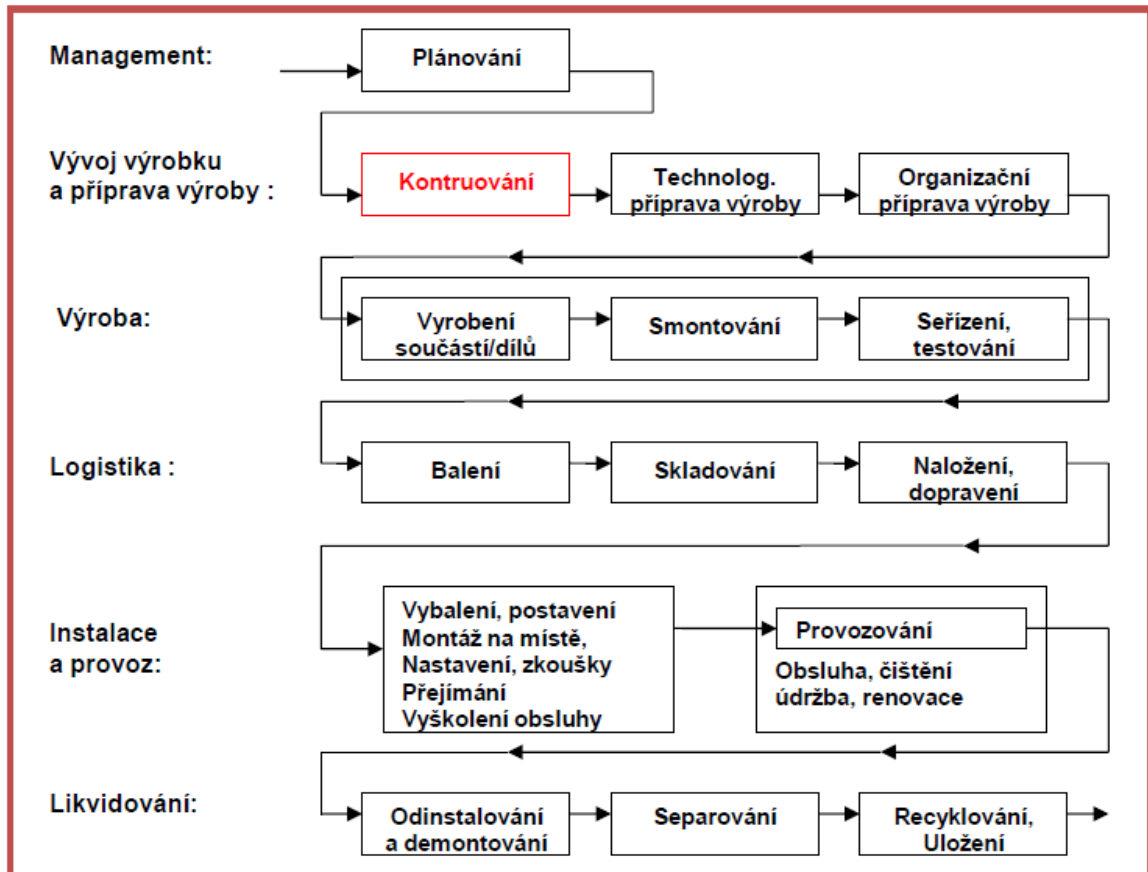 Management:
Plánování
Vývoj výrobku
a příprava výroby :
Kontruování
Technolog.
příprava výroby
Organizační
příprava výroby
Výroba:
Vyrobení
součástí/dílů
Smontování
Seřízení,
testování
Logistika :
Balení
Skladování
Naložení,
dopravení
Instalace
a provoz:
Vybalení, postavení
Montáž na místě,
Nastavení, zkoušky
Přejímání
Vyškolení obsluhy
Provozování
Obsluha, čištění
údržba, renovace
Likvidování:
Odinstalování
a demontování
Separování
Recyklování,
Uložení